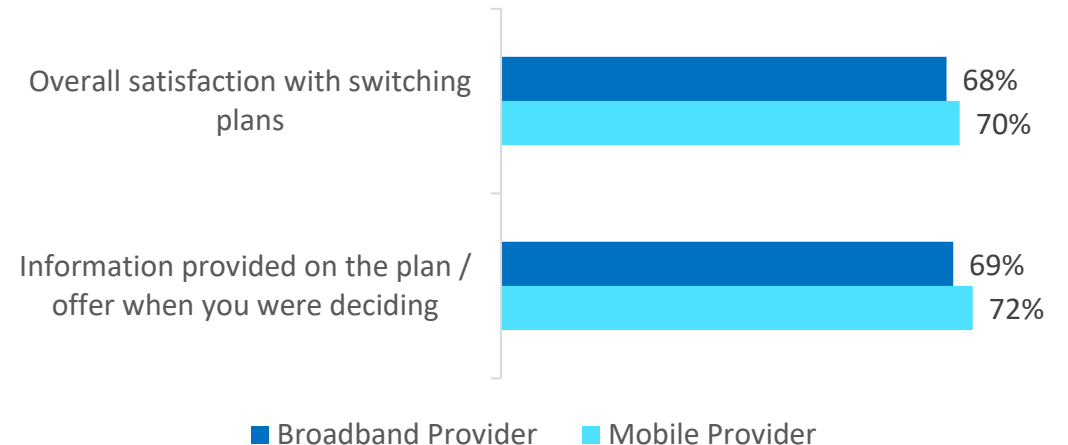 Overall satisfaction with switching
plans
68%
70%
Information provided on the plan /
offer when you were deciding
69%
72%
Broadband Provider
Mobile Provider